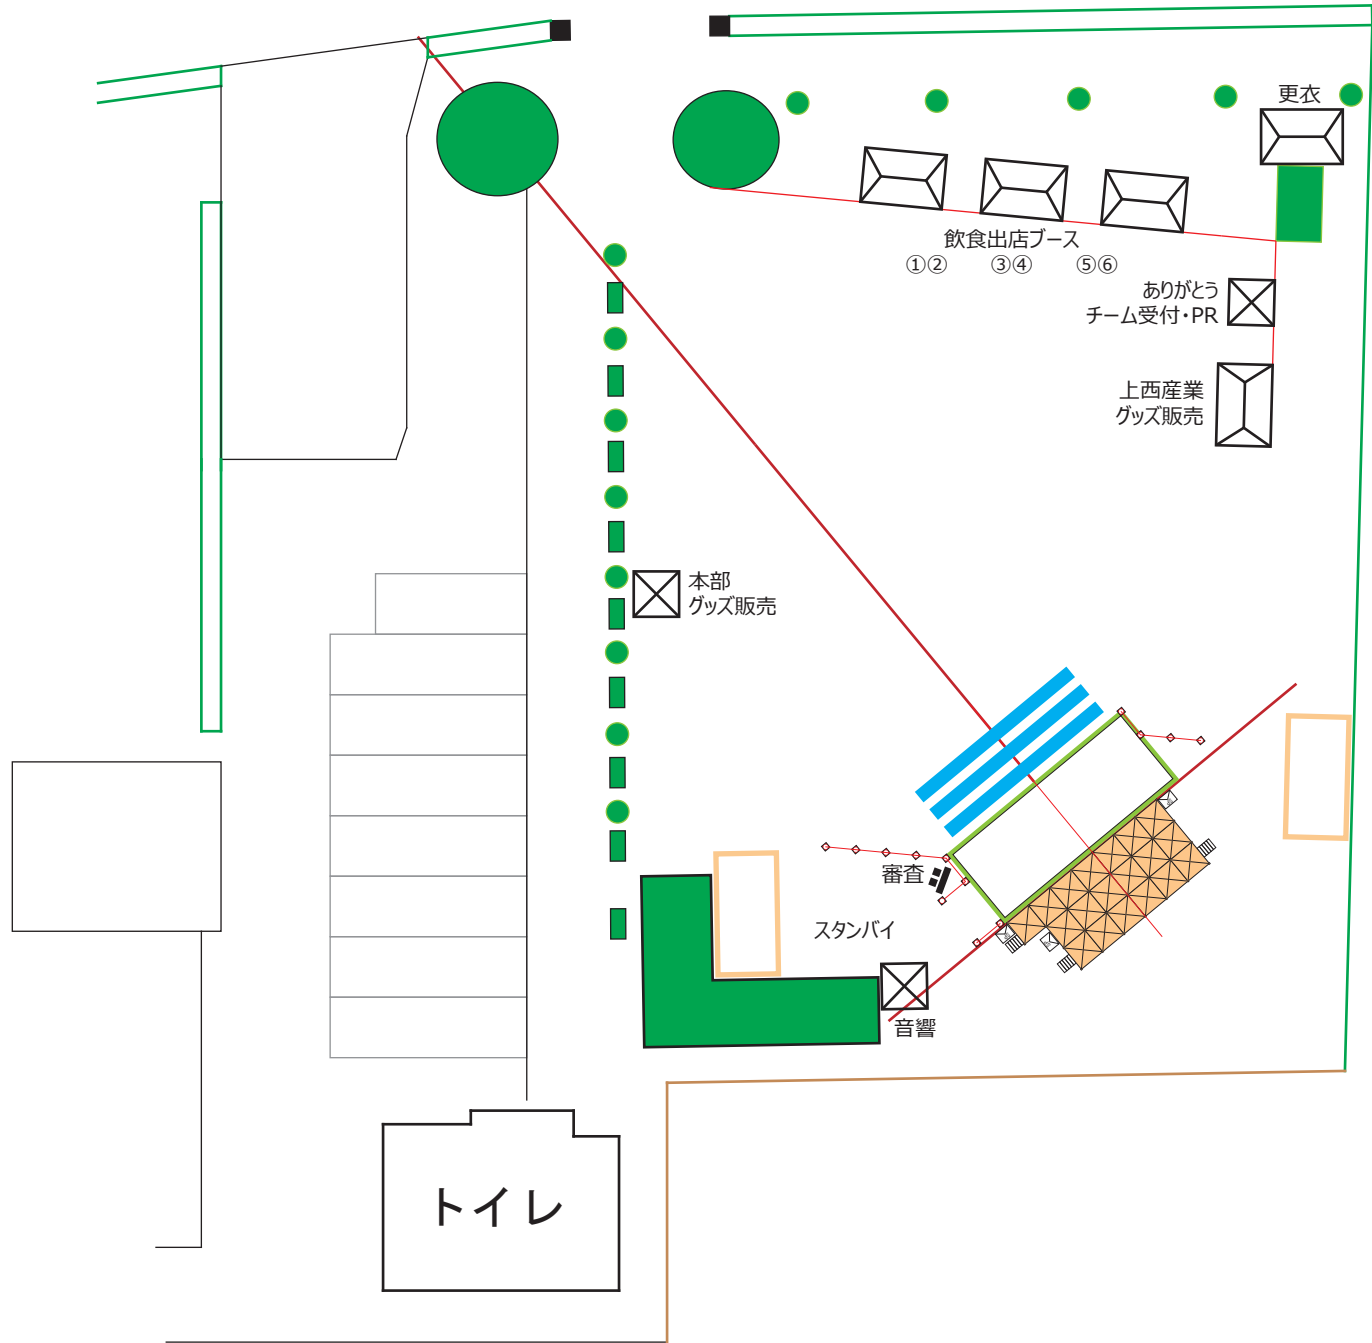 更衣
飲食出店ブース
①② ③④ ⑤⑥
ありがとう
チーム受付・PR
上西産業
グッズ販売
本部
グッズ販売
審査
スタンバイ
音響
トイレ